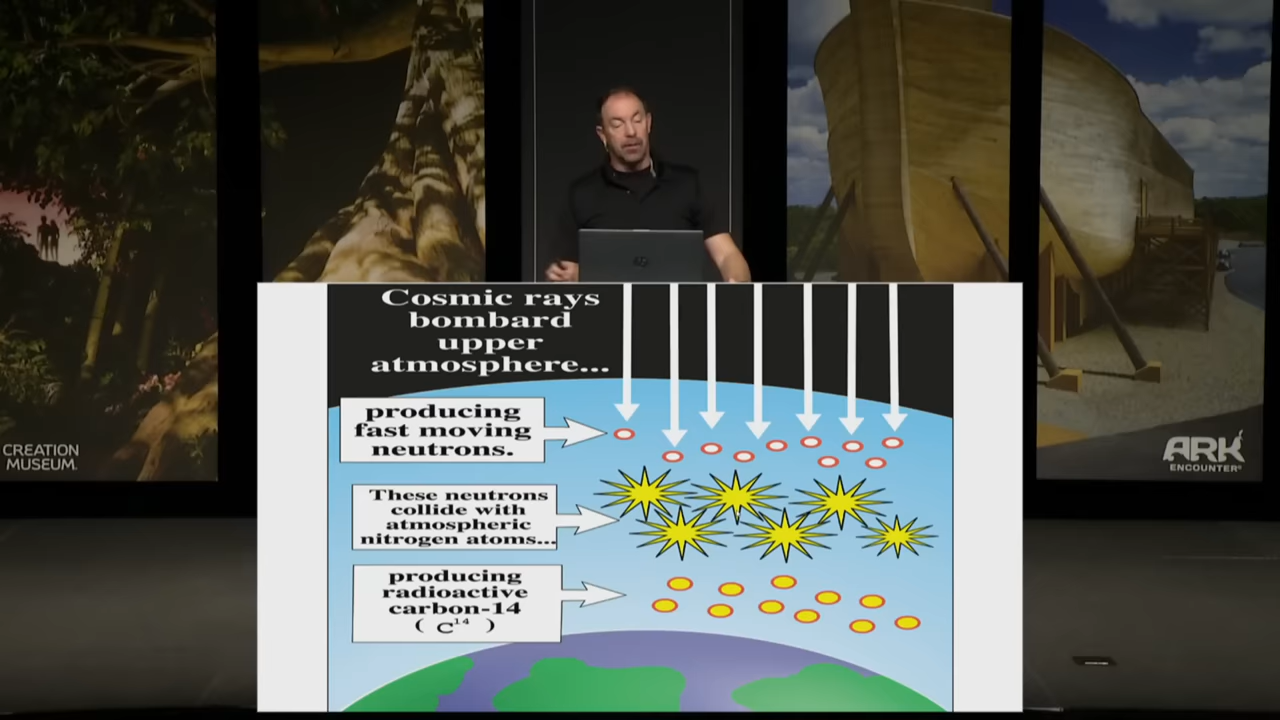 CREATION
MUSEUM
ARK
ENCOUNTER
Cosmic rays
bombard
upper
atmosphere...
producing
fast moving
neutrons.
These neutrons
collide with
atmospheric
nitrogen atoms...
producing
radioactive
carbon-14
( C¹⁴ )